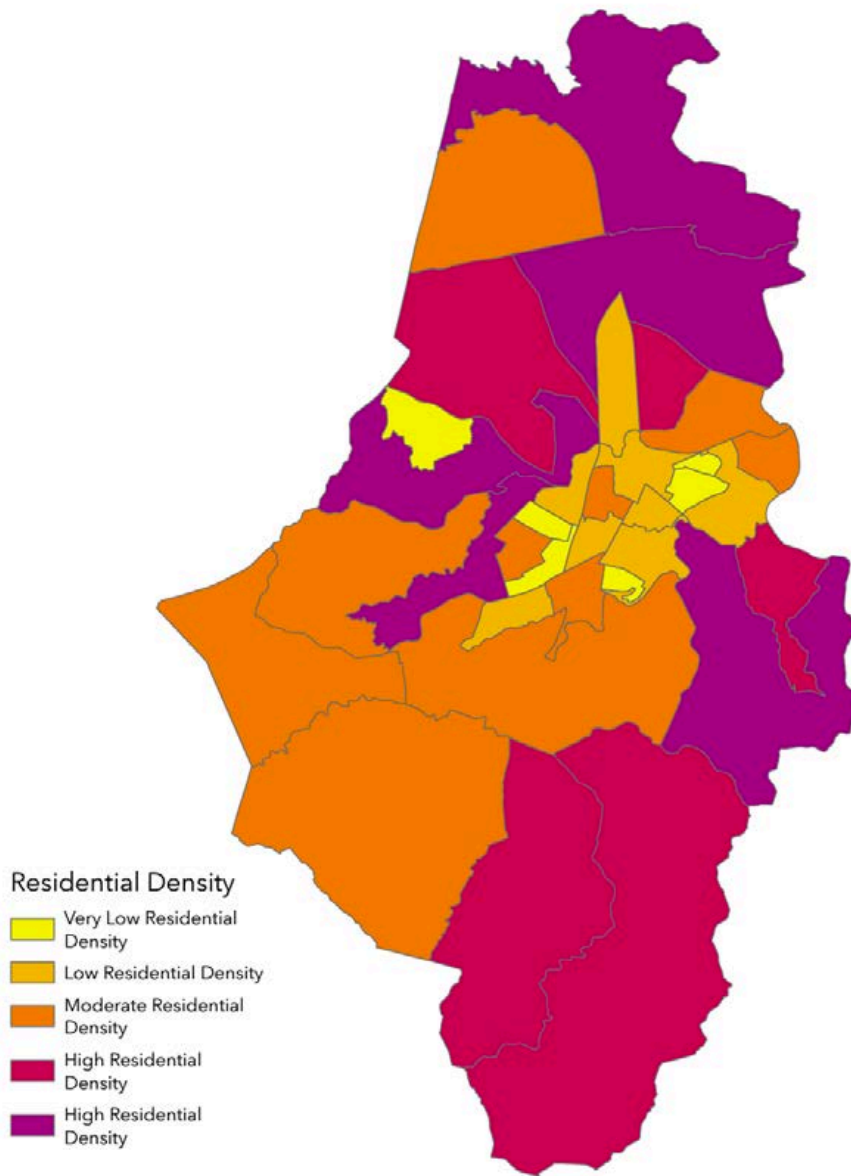 Residential Density
Very Low Residential
Density
Low Residential Density
Moderate Residential
Density
High Residential
Density
High Residential
Density